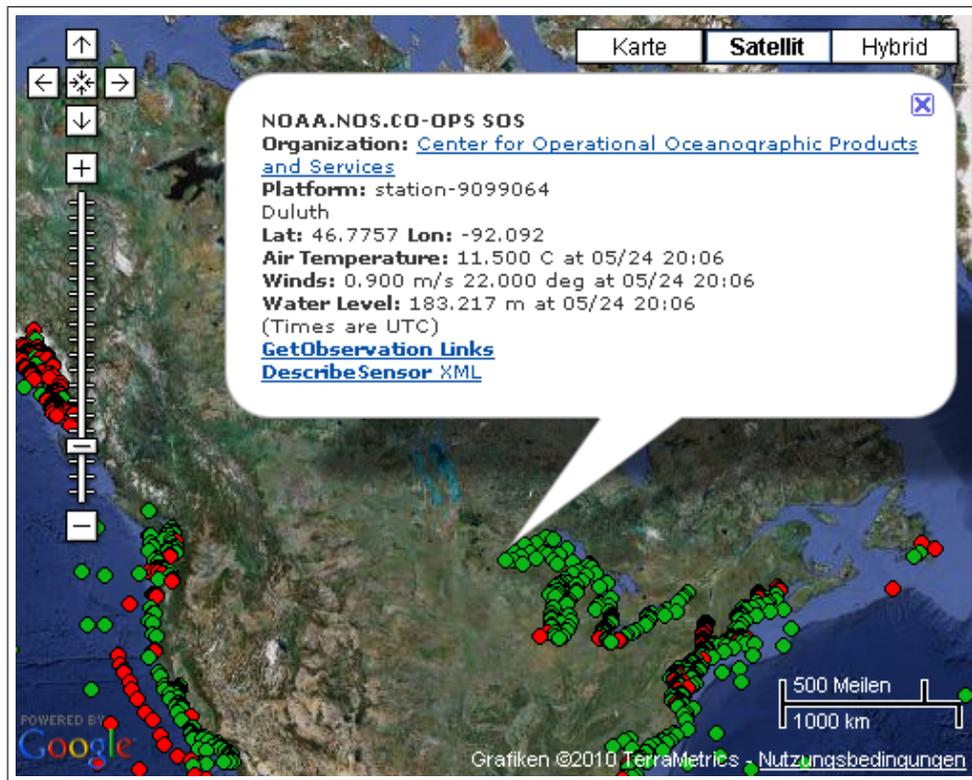 Karte Satellit Hybrid
NOAA.NOS.CO-OPS SOS
Organization: Center for Operational Oceanographic Products
and Services
Platform: station-9099064
Duluth
Lat: 46.7757 Lon: -92.092
Air Temperature: 11.500 C at 05/24 20:06
Winds: 0.900 m/s 22.000 deg at 05/24 20:06
Water Level: 183.217 m at 05/24 20:06
(Times are UTC)
GetObservation Links
DescribeSensor XML
500 Meilen
1000 km
POWERED BY
Google
Grafiken ©2010 TerraMetrics - Nutzungsbedingungen